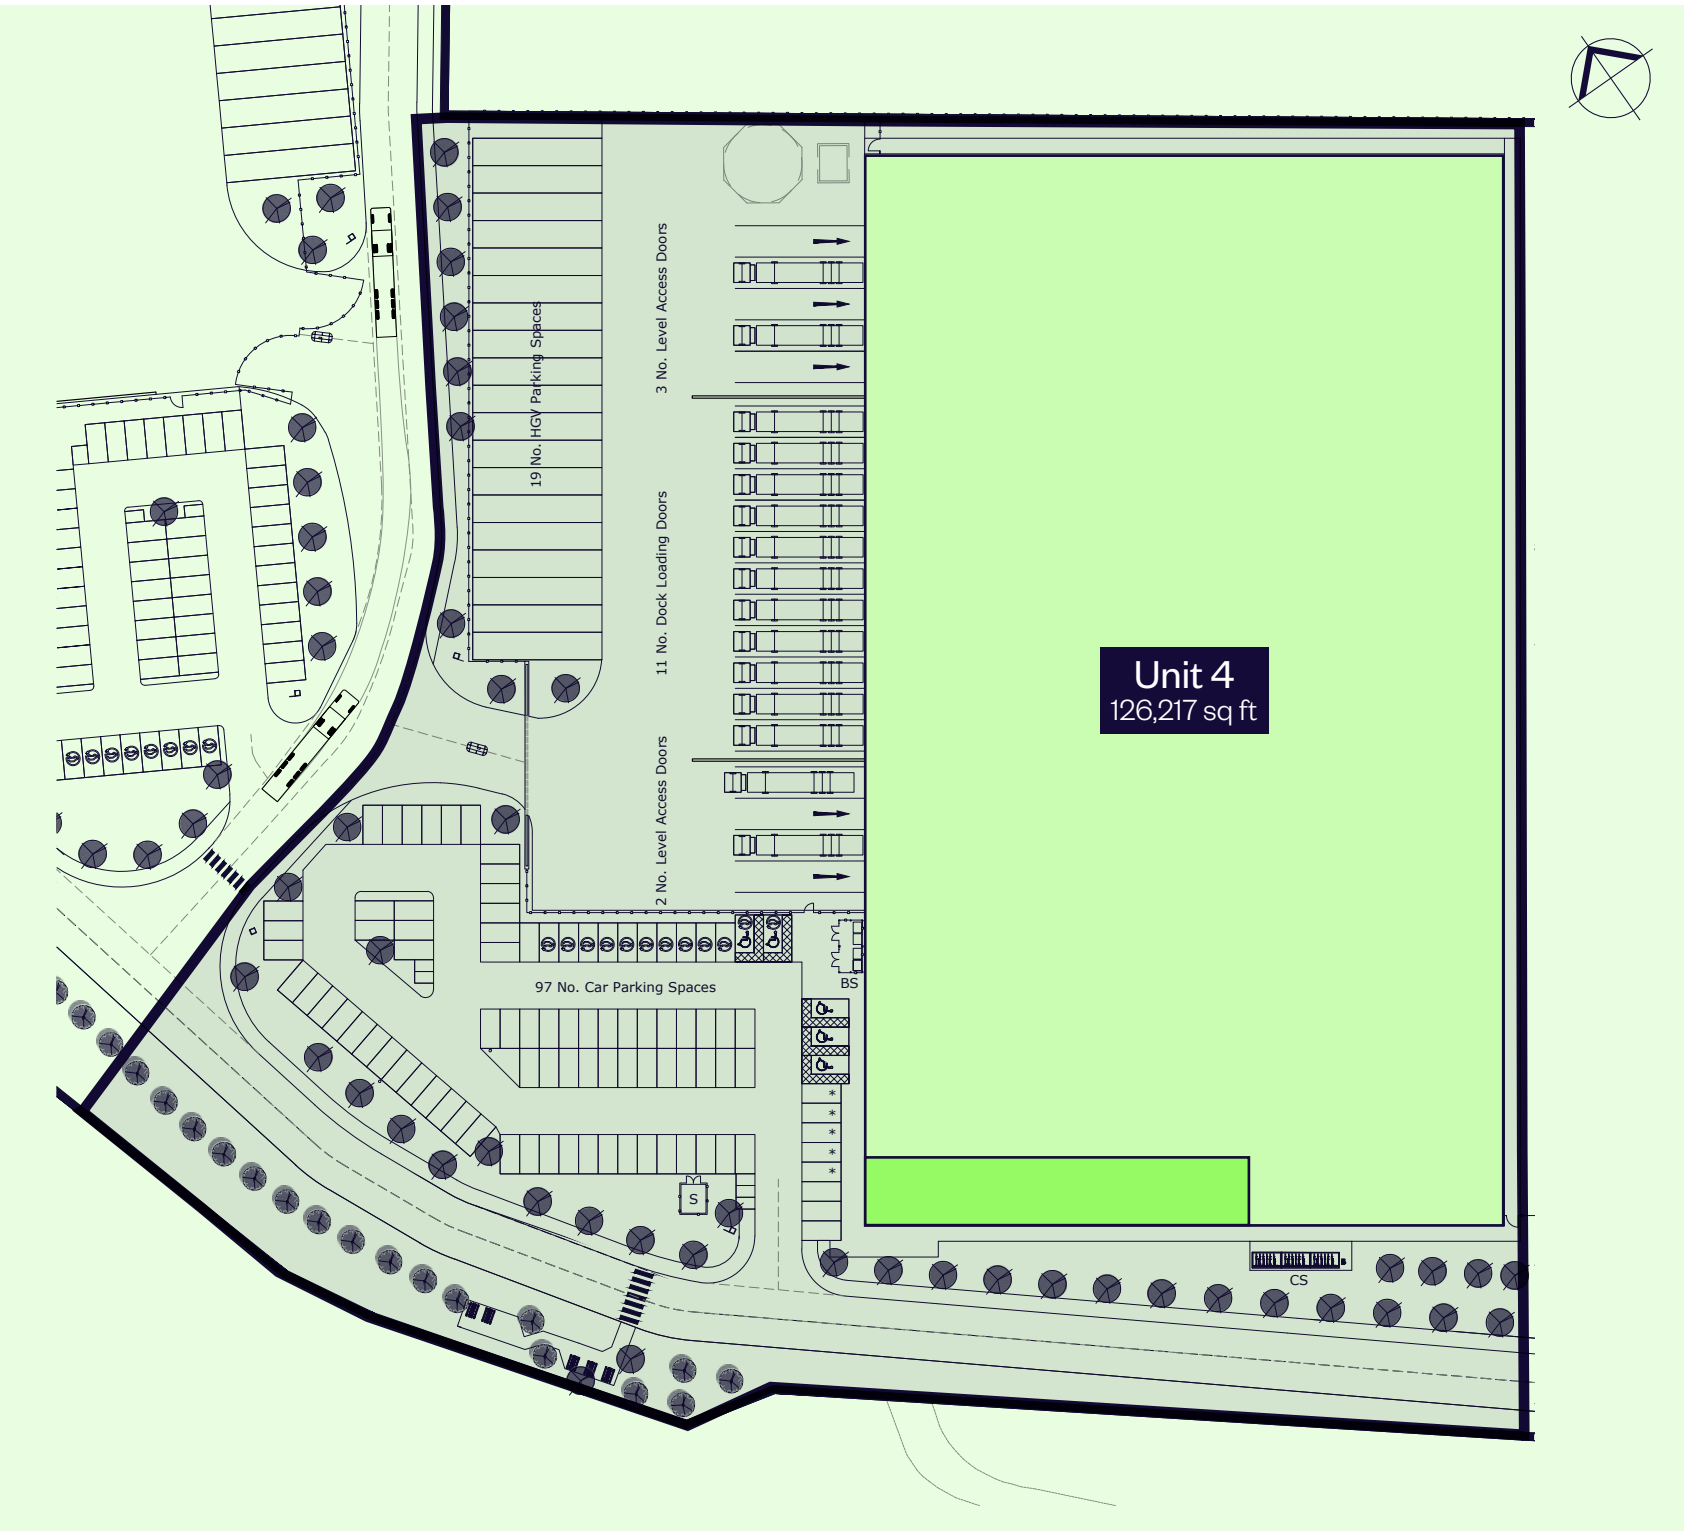 3 No. Level Access Doors
19 No. HGV Parking Spaces
11 No. Dock Loading Doors
Unit 4
126,217 sq ft
2 No. Level Access Doors
BS
97 No. Car Parking Spaces
*
*
*
*
*
S
CS